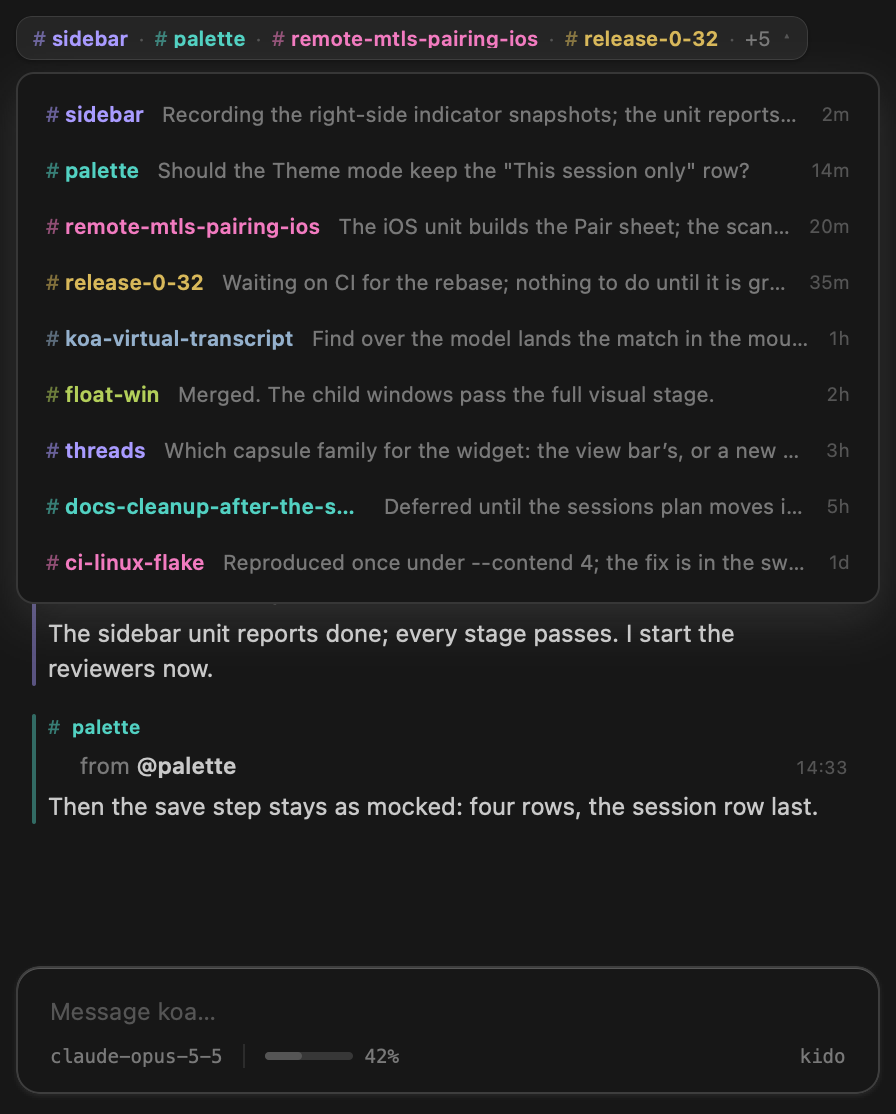 # sidebar · # palette · # remote-mtls-pairing-ios · # release-0-32 · +5
# sidebar Recording the right-side indicator snapshots; the unit reports… 2m
# palette Should the Theme mode keep the "This session only" row? 14m
# remote-mtls-pairing-ios The iOS unit builds the Pair sheet; the scan… 20m
# release-0-32 Waiting on CI for the rebase; nothing to do until it is gr… 35m
# koa-virtual-transcript Find over the model lands the match in the mou… 1h
# float-win Merged. The child windows pass the full visual stage. 2h
# threads Which capsule family for the widget: the view bar’s, or a new … 3h
# docs-cleanup-after-the-s… Deferred until the sessions plan moves i… 5h
# ci-linux-flake Reproduced once under --contend 4; the fix is in the sw… 1d
The sidebar unit reports done; every stage passes. I start the
reviewers now.
# palette
from @palette 14:33
Then the save step stays as mocked: four rows, the session row last.
Message koa…
claude-opus-5-5 42% kido